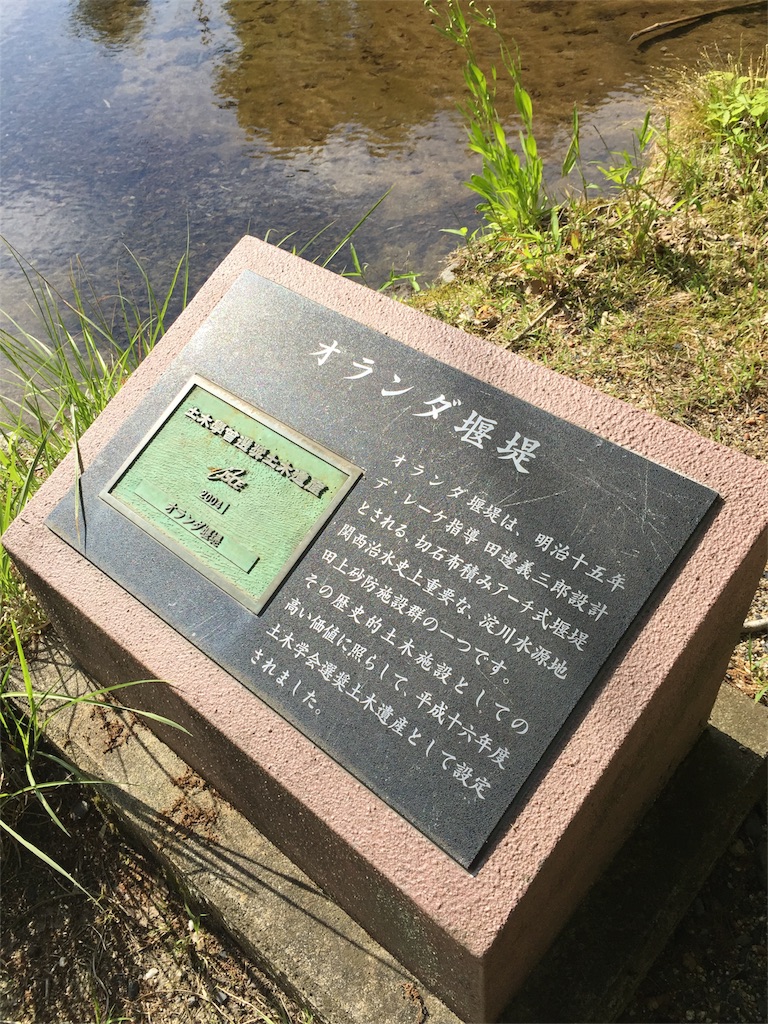 オランダ堰堤
土木学会選奨土木遺産
JSCE
2004
オランダ堰堤
オランダ堰堤は、明治十五年
デ・レーケ指導 田邉義三郎設計
とされる、切石布積みアーチ式堰堤
関西治水史上重要な、淀川水源地
田上砂防施設群の一つです。
その歴史的土木施設としての
高い価値に照らして、平成十六年度
土木学会選奨土木遺産として設定
されました。